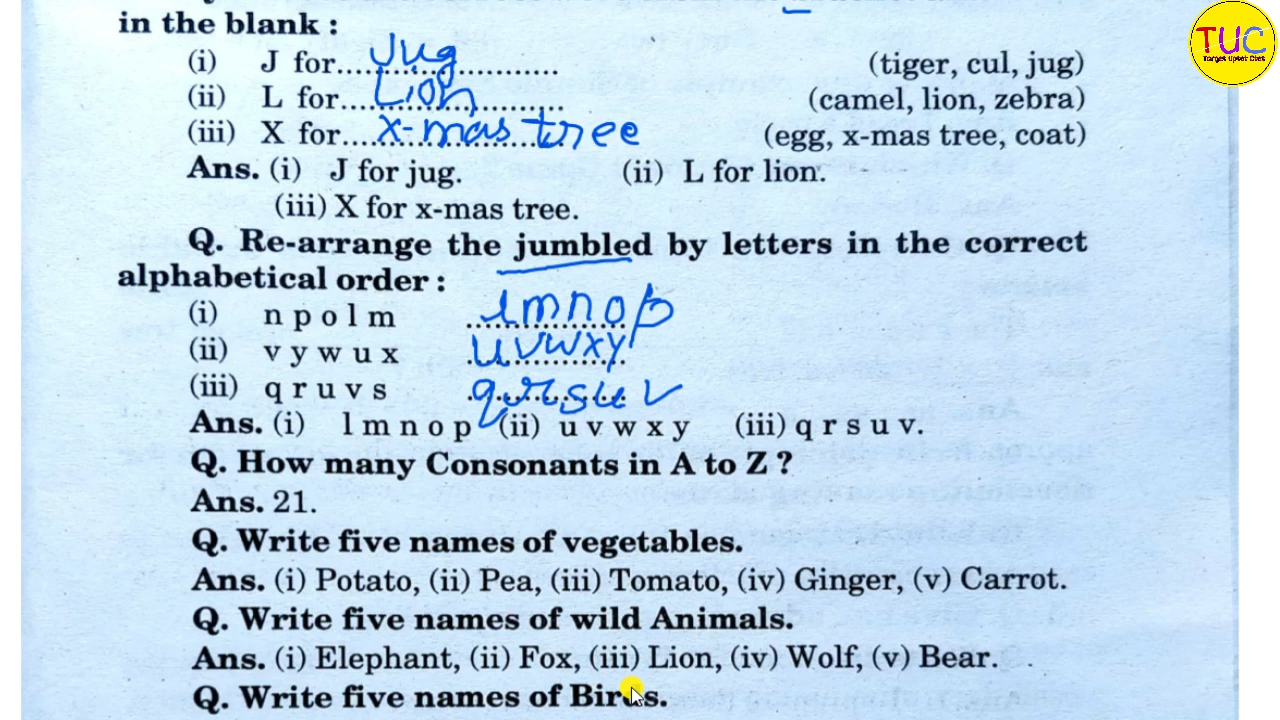 in the blank :
(i) J for Jug (tiger, cul, jug)
(ii) L for Lion (camel, lion, zebra)
(iii) X for x-mas tree (egg, x-mas tree, coat)
Ans. (i) J for jug. (ii) L for lion.
(iii) X for x-mas tree.
Q. Re-arrange the jumbled by letters in the correct
alphabetical order :
(i) n p o l m lmnop
(ii) v y w u x uvwxy
(iii) q r u v s qrsuv
Ans. (i) l m n o p (ii) u v w x y (iii) q r s u v.
Q. How many Consonants in A to Z ?
Ans. 21.
Q. Write five names of vegetables.
Ans. (i) Potato, (ii) Pea, (iii) Tomato, (iv) Ginger, (v) Carrot.
Q. Write five names of wild Animals.
Ans. (i) Elephant, (ii) Fox, (iii) Lion, (iv) Wolf, (v) Bear.
Q. Write five names of Birds.
TUC